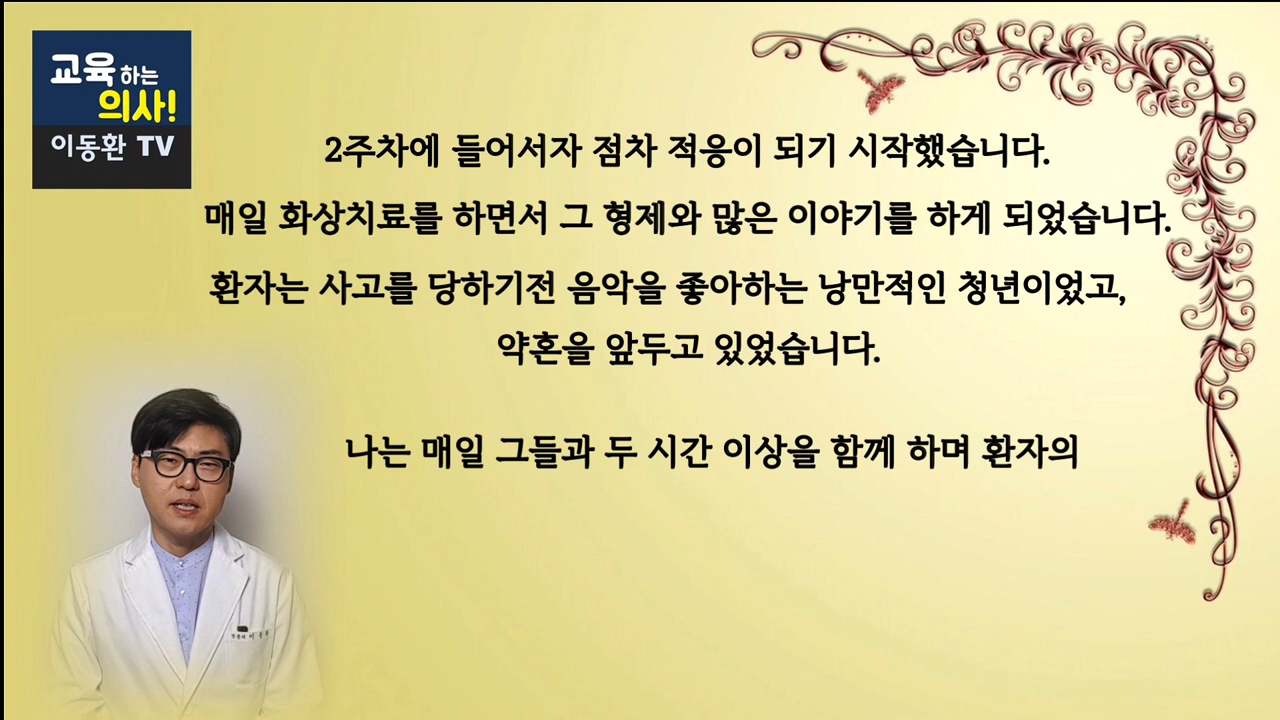 교육하는
의사!
이동환 TV
2주차에 들어서자 점차 적응이 되기 시작했습니다.
매일 화상치료를 하면서 그 형제와 많은 이야기를 하게 되었습니다.
환자는 사고를 당하기전 음악을 좋아하는 낭만적인 청년이었고,
약혼을 앞두고 있었습니다.
나는 매일 그들과 두 시간 이상을 함께 하며 환자의